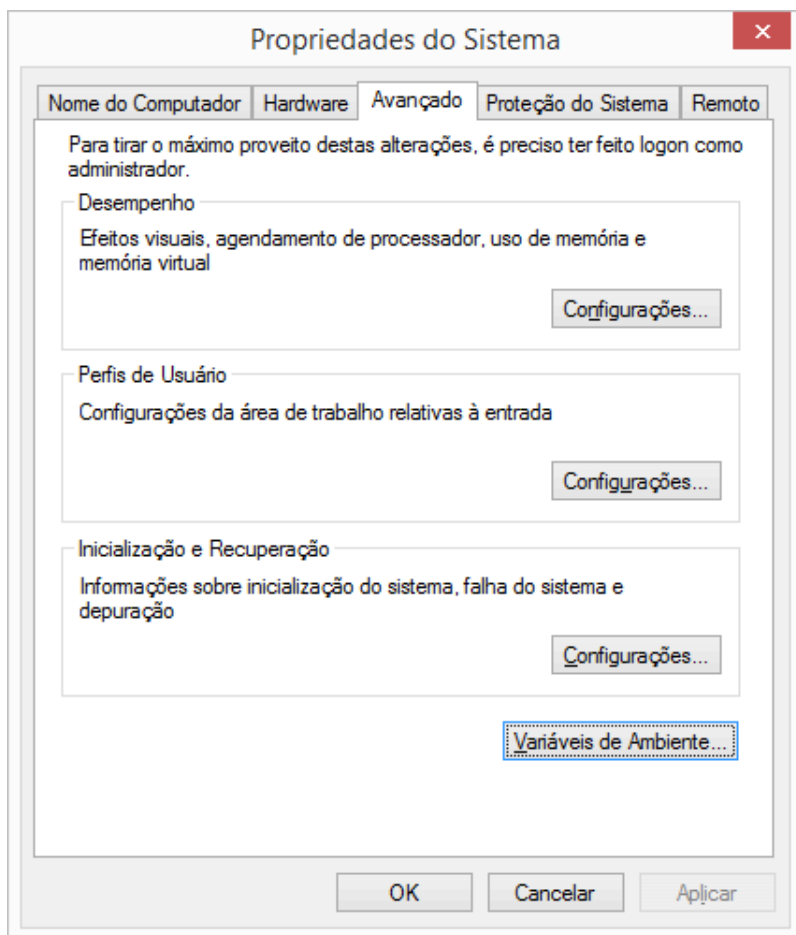 Propriedades do Sistema
Nome do Computador Hardware Avançado Proteção do Sistema Remoto
Para tirar o máximo proveito destas alterações, é preciso ter feito logon como
administrador.
Desempenho
Efeitos visuais, agendamento de processador, uso de memória e
memória virtual
Configurações...
Perfis de Usuário
Configurações da área de trabalho relativas à entrada
Configurações...
Inicialização e Recuperação
Informações sobre inicialização do sistema, falha do sistema e
depuração
Configurações...
Variáveis de Ambiente...
OK Cancelar Aplicar